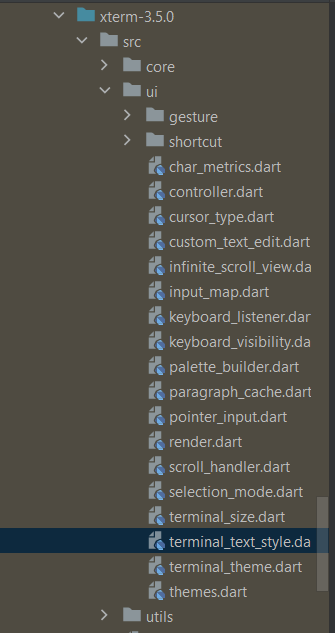 xterm-3.5.0
src
core
ui
gesture
shortcut
char_metrics.dart
controller.dart
cursor_type.dart
custom_text_edit.dart
infinite_scroll_view.da
input_map.dart
keyboard_listener.dar
keyboard_visibility.da
palette_builder.dart
paragraph_cache.dart
pointer_input.dart
render.dart
scroll_handler.dart
selection_mode.dart
terminal_size.dart
terminal_text_style.da
terminal_theme.dart
themes.dart
utils